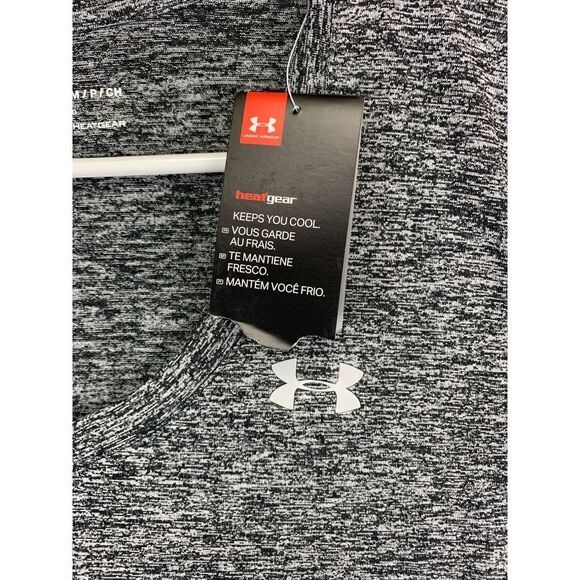 M / P / CH
HEATGEAR
UNDER ARMOUR
heatgear
KEEPS YOU COOL.
VOUS GARDE
AU FRAIS.
TE MANTIENE
FRESCO.
MANTÉM VOCÊ FRIO.